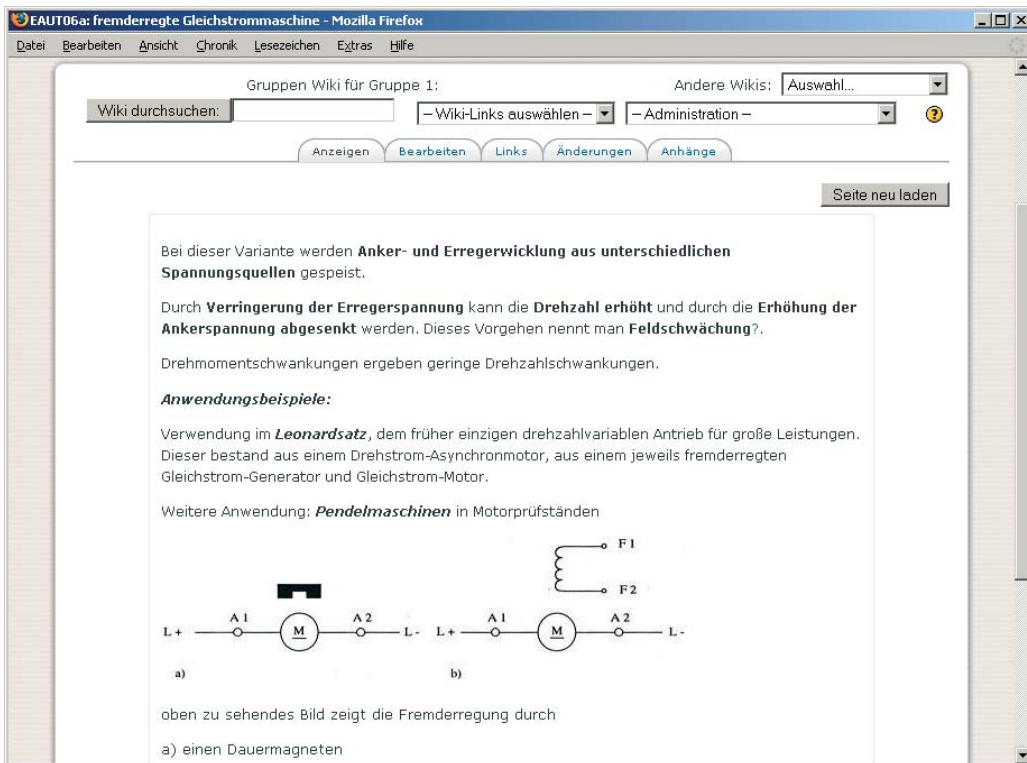 EAUT06a: fremderregte Gleichstrommaschine - Mozilla Firefox
Datei Bearbeiten Ansicht Chronik Lesezeichen Extras Hilfe
Gruppen Wiki für Gruppe 1: Andere Wikis: Auswahl...
Wiki durchsuchen: – Wiki-Links auswählen – – Administration – ?
Anzeigen Bearbeiten Links Änderungen Anhänge
Seite neu laden
Bei dieser Variante werden Anker- und Erregerwicklung aus unterschiedlichen
Spannungsquellen gespeist.
Durch Verringerung der Erregerspannung kann die Drehzahl erhöht und durch die Erhöhung der
Ankerspannung abgesenkt werden. Dieses Vorgehen nennt man Feldschwächung?.
Drehmomentschwankungen ergeben geringe Drehzahlschwankungen.
Anwendungsbeispiele:
Verwendung im Leonardsatz, dem früher einzigen drehzahlvariablen Antrieb für große Leistungen.
Dieser bestand aus einem Drehstrom-Asynchronmotor, aus einem jeweils fremderregten
Gleichstrom-Generator und Gleichstrom-Motor.
Weitere Anwendung: Pendelmaschinen in Motorprüfständen
F1
F2
A1 A2 A1 A2
L+ M L- L+ M L-
a) b)
oben zu sehendes Bild zeigt die Fremderregung durch
a) einen Dauermagneten